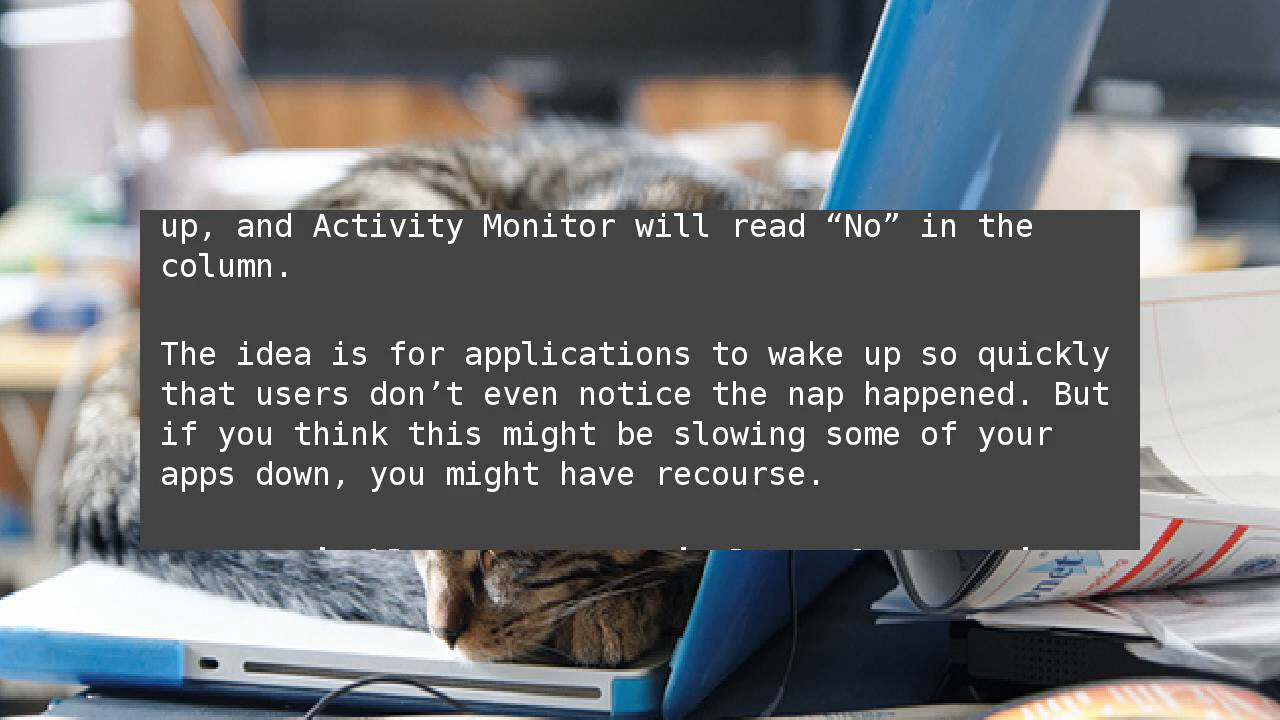 up, and Activity Monitor will read “No” in the
column.
The idea is for applications to wake up so quickly
that users don’t even notice the nap happened. But
if you think this might be slowing some of your
apps down, you might have recourse.